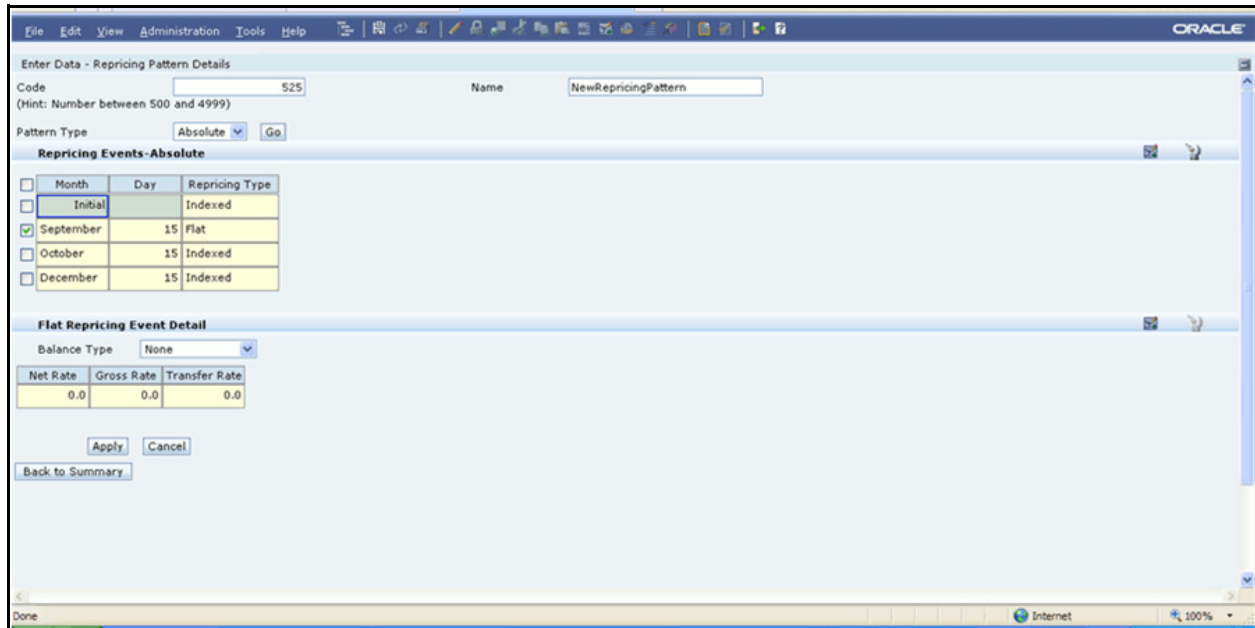 File Edit View Administration Tools Help ORACLE
Enter Data - Repricing Pattern Details
Code 525 Name NewRepricingPattern
(Hint: Number between 500 and 4999)
Pattern Type Absolute Go
Repricing Events-Absolute
Month Day Repricing Type
Initial Indexed
September 15 Flat
October 15 Indexed
December 15 Indexed
Flat Repricing Event Detail
Balance Type None
Net Rate Gross Rate Transfer Rate
0.0 0.0 0.0
Apply Cancel
Back to Summary
Done Internet 100%